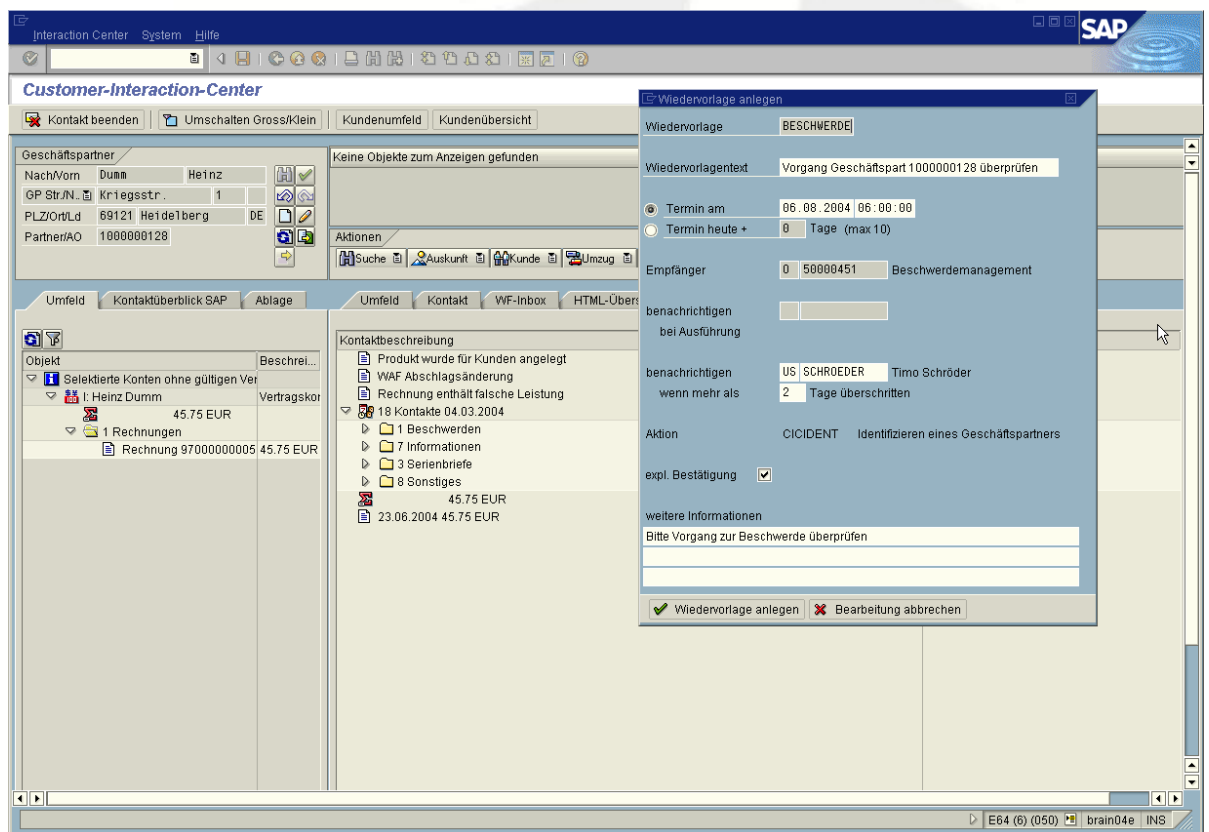 Interaction Center System Hilfe
SAP
Customer-Interaction-Center
Kontakt beenden Umschalten Gross/Klein Kundenumfeld Kundenübersicht
Geschäftspartner
Nach/Vorn Dumm Heinz
GP Str./N.. Kriegsstr. 1
PLZ/Ort/Ld 69121 Heidelberg DE
Partner/AO 1000000128
Keine Objekte zum Anzeigen gefunden
Aktionen
Suche Auskunft Kunde Umzug
Umfeld Kontaktüberblick SAP Ablage
Objekt Beschrei...
Selektierte Konten ohne gültigen Ver
I: Heinz Dumm Vertragskor
45.75 EUR
1 Rechnungen
Rechnung 97000000005 45.75 EUR
Umfeld Kontakt WF-Inbox HTML-Übers
Kontaktbeschreibung
Produkt wurde für Kunden angelegt
WAF Abschlagsänderung
Rechnung enthält falsche Leistung
18 Kontakte 04.03.2004
1 Beschwerden
7 Informationen
3 Serienbriefe
8 Sonstiges
45.75 EUR
23.06.2004 45.75 EUR
Wiedervorlage anlegen
Wiedervorlage BESCHWERDE
Wiedervorlagentext Vorgang Geschäftspart 1000000128 überprüfen
Termin am 06.08.2004 06:00:00
Termin heute + 0 Tage (max 10)
Empfänger O 50000451 Beschwerdemanagement
benachrichtigen
bei Ausführung
benachrichtigen US SCHROEDER Timo Schröder
wenn mehr als 2 Tage überschritten
Aktion CICIDENT Identifizieren eines Geschäftspartners
expl. Bestätigung
weitere Informationen
Bitte Vorgang zur Beschwerde überprüfen
Wiedervorlage anlegen Bearbeitung abbrechen
E64 (6) (050) brain04e INS